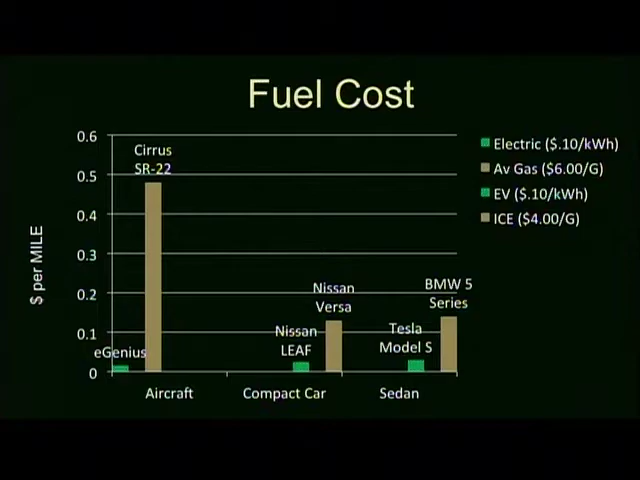 Fuel Cost
$ per MILE
0.6
0.5
0.4
0.3
0.2
0.1
0
Cirrus
SR-22
eGenius
Nissan
Versa
Nissan
LEAF
BMW 5
Series
Tesla
Model S
Aircraft
Compact Car
Sedan
Electric ($.10/kWh)
Av Gas ($6.00/G)
EV ($.10/kWh)
ICE ($4.00/G)